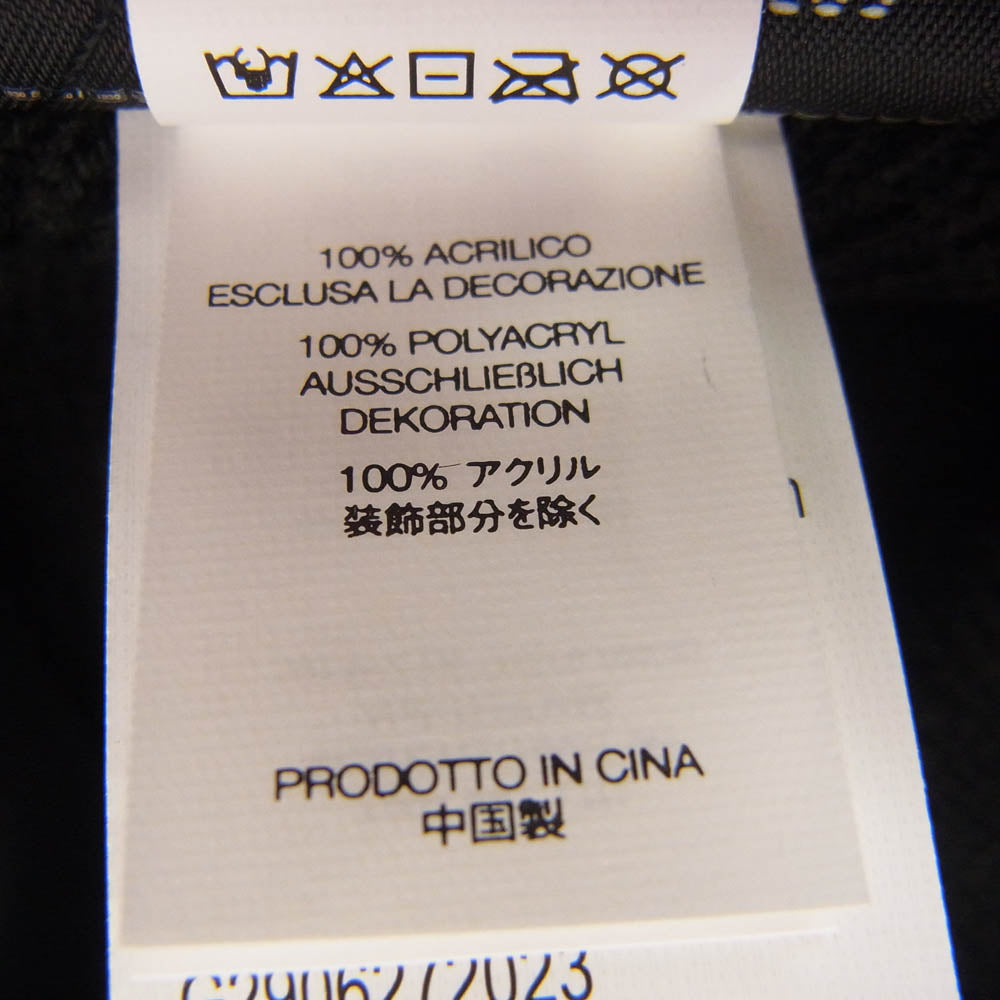 100% ACRILICO
ESCLUSA LA DECORAZIONE
100% POLYACRYL
AUSSCHLIEßLICH
DEKORATION
100% アクリル
装飾部分を除く
PRODOTTO IN CINA
中国製